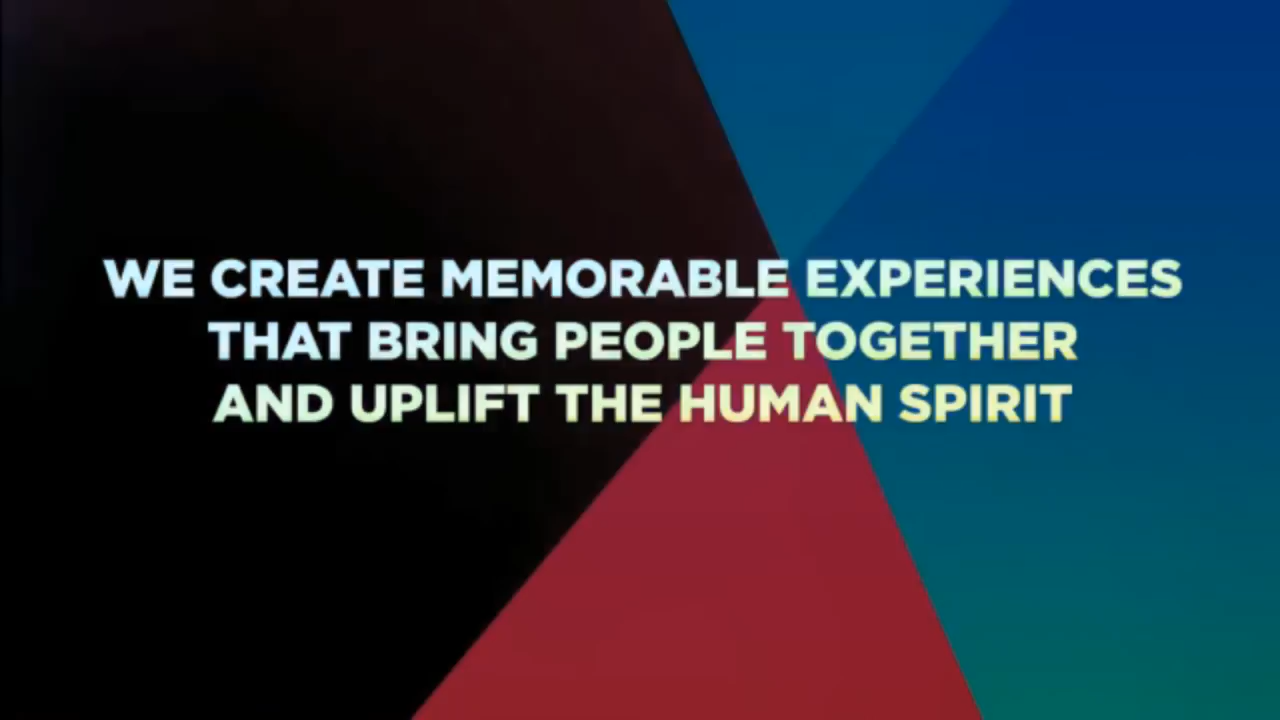 WE CREATE MEMORABLE EXPERIENCES
THAT BRING PEOPLE TOGETHER
AND UPLIFT THE HUMAN SPIRIT